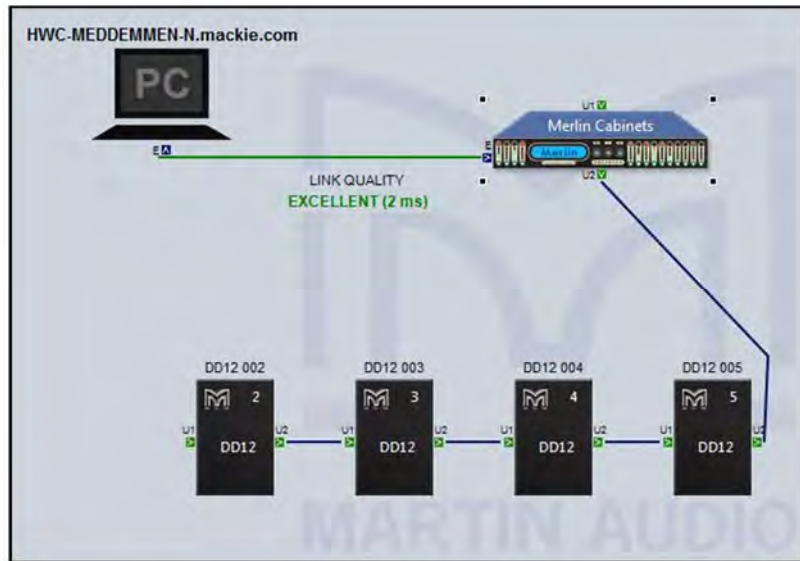 HWC-MEDDEMMEN-N.mackie.com
PC
U1
Merlin Cabinets
E
E
Merlin
U2
LINK QUALITY
EXCELLENT (2 ms)
DD12 002
DD12 003
DD12 004
DD12 005
2
3
4
5
U1
U2
U1
U2
U1
U2
U1
U2
DD12
DD12
DD12
DD12
MARTIN AUDIO